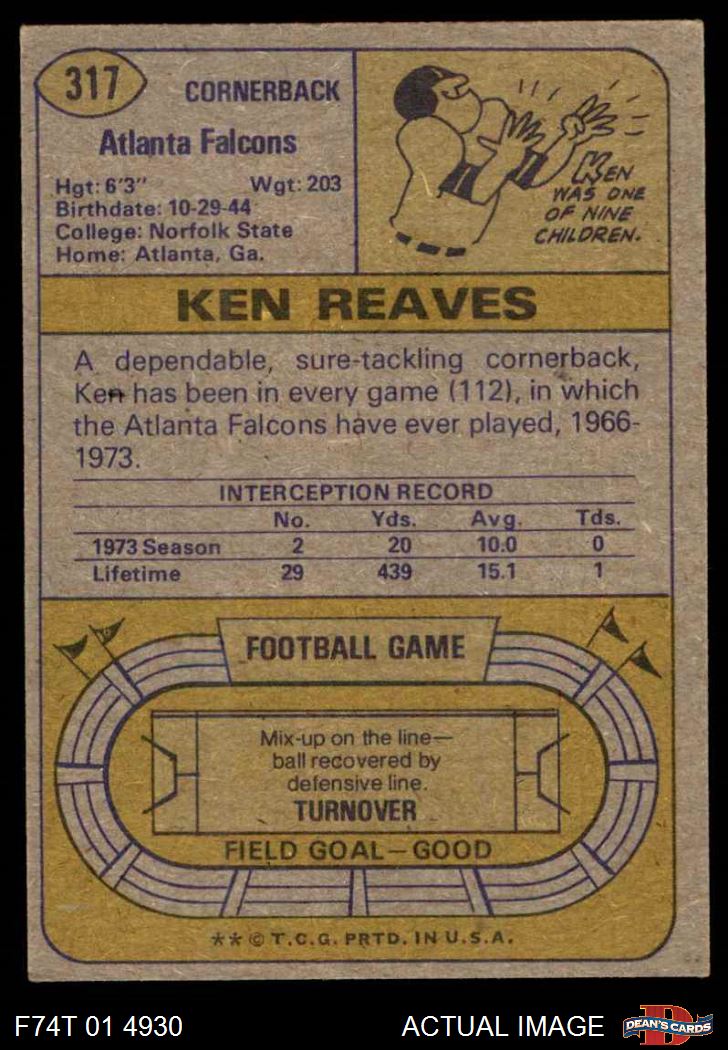 317
CORNERBACK
Atlanta Falcons
Hgt: 6'3" Wgt: 203
Birthdate: 10-29-44
College: Norfolk State
Home: Atlanta, Ga.
KEN
WAS ONE
OF NINE
CHILDREN.
KEN REAVES
A dependable, sure-tackling cornerback,
Ken has been in every game (112), in which
the Atlanta Falcons have ever played, 1966-
1973.
INTERCEPTION RECORD
No. Yds. Avg. Tds.
1973 Season 2 20 10.0 0
Lifetime 29 439 15.1 1
FOOTBALL GAME
Mix-up on the line—
ball recovered by
defensive line.
TURNOVER
FIELD GOAL—GOOD
** © T.C.G. PRTD. IN U.S.A.
F74T 01 4930 ACTUAL IMAGE
DEAN'S CARDS